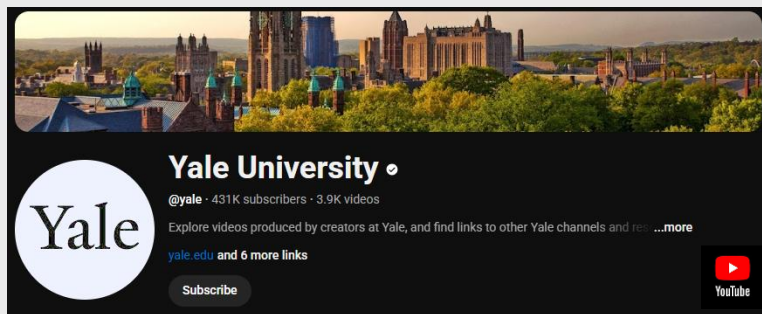 Yale University
Yale
@yale · 431K subscribers · 3.9K videos
Explore videos produced by creators at Yale, and find links to other Yale channels and ...more
yale.edu and 6 more links
Subscribe
YouTube